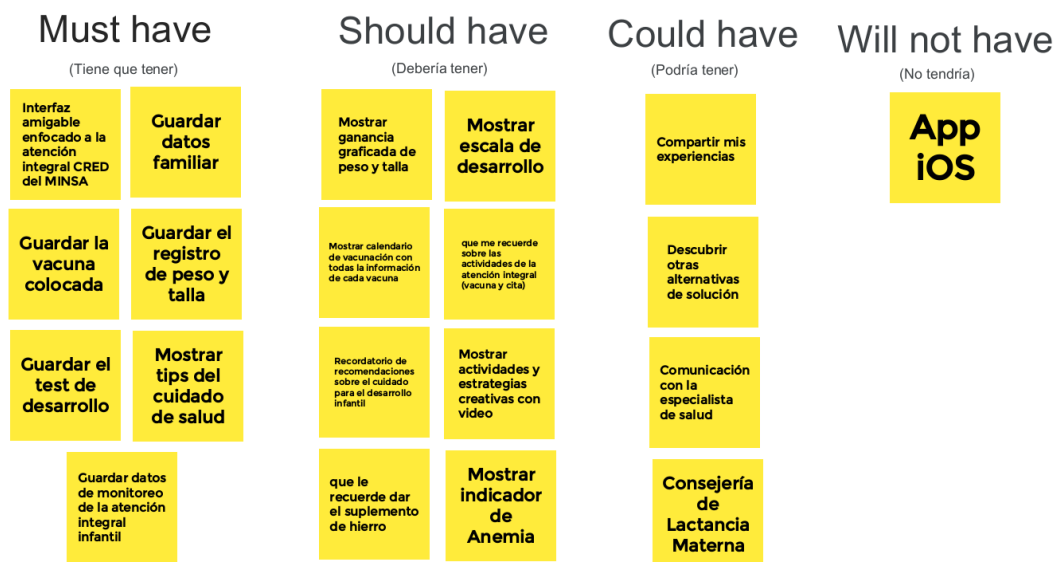 Must have
(Tiene que tener)
Interfaz
amigable
enfocado a la
atención
integral CRED
del MINSA
Guardar
datos
familiar
Guardar la
vacuna
colocada
Guardar el
registro
de peso y
talla
Guardar el
test de
desarrollo
Mostrar
tips del
cuidado
de salud
Guardar datos
de monitoreo
de la atención
integral
infantil
Should have
(Debería tener)
Mostrar
ganancia
graficada de
peso y talla
Mostrar
escala de
desarrollo
Mostrar calendario
de vacunación con
todas la información
de cada vacuna
que me recuerde
sobre las
actividades de la
atención integral
(vacuna y cita)
Recordatorio de
recomendaciones
sobre el cuidado
para el desarrollo
infantil
Mostrar
actividades y
estrategias
creativas con
video
que le
recuerde dar
el suplemento
de hierro
Mostrar
indicador
de
Anemia
Could have
(Podría tener)
Compartir mis
experiencias
Descubrir
otras
alternativas
de solución
Comunicación
con la
especialista
de salud
Consejería
de
Lactancia
Materna
Will not have
(No tendría)
App
iOS